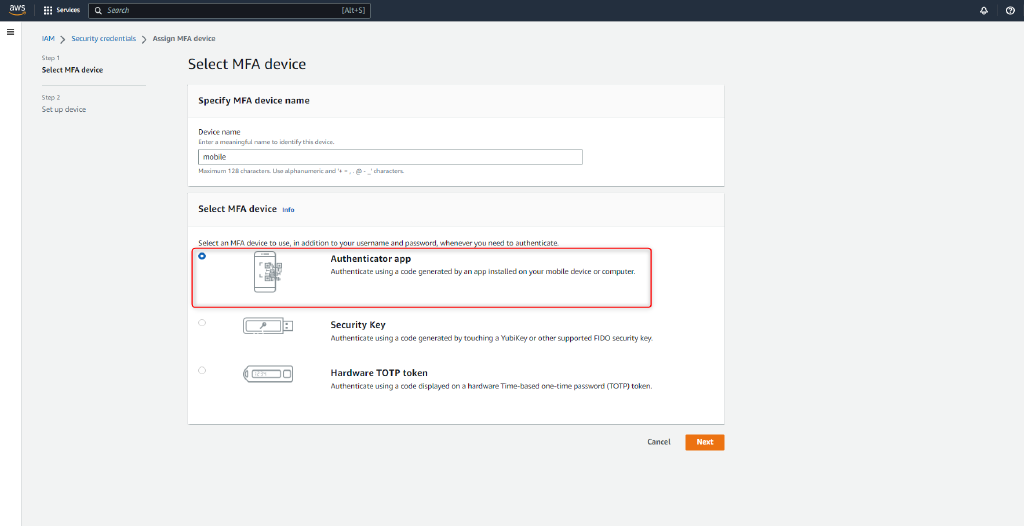 aws
Services
Search [Alt+S]
IAM > Security credentials > Assign MFA device
Step 1
Select MFA device
Step 2
Set up device
Select MFA device
Specify MFA device name
Device name
Enter a meaningful name to identify this device.
mobile
Maximum 128 characters. Use alphanumeric and '+ = , . @ - _' characters.
Select MFA device Info
Select an MFA device to use, in addition to your username and password, whenever you need to authenticate.
Authenticator app
Authenticate using a code generated by an app installed on your mobile device or computer.
Security Key
Authenticate using a code generated by touching a YubiKey or other supported FIDO security key.
Hardware TOTP token
Authenticate using a code displayed on a hardware Time-based one-time password (TOTP) token.
Cancel
Next